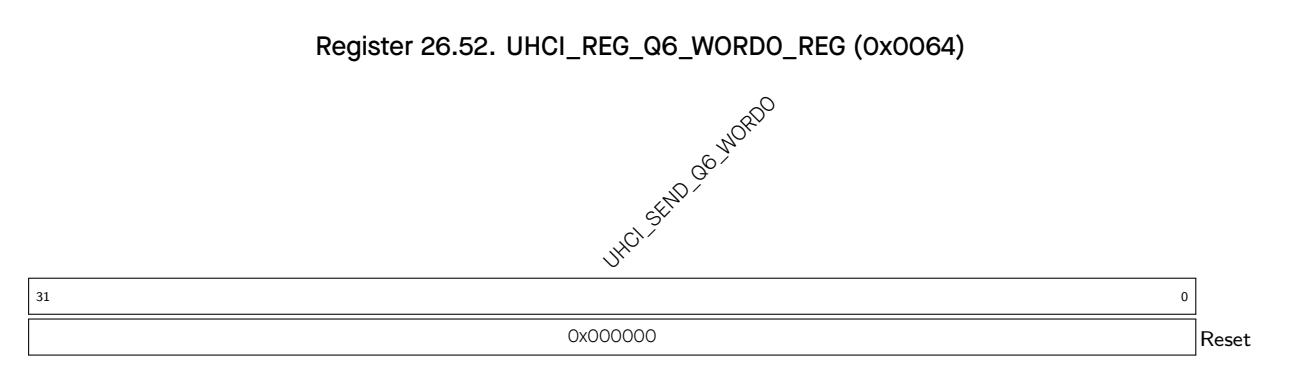 Register 26.52. UHCI_REG_Q6_WORD0_REG (0x0064)
UHCI_SEND_Q6_WORD0
31 0
0x000000 Reset